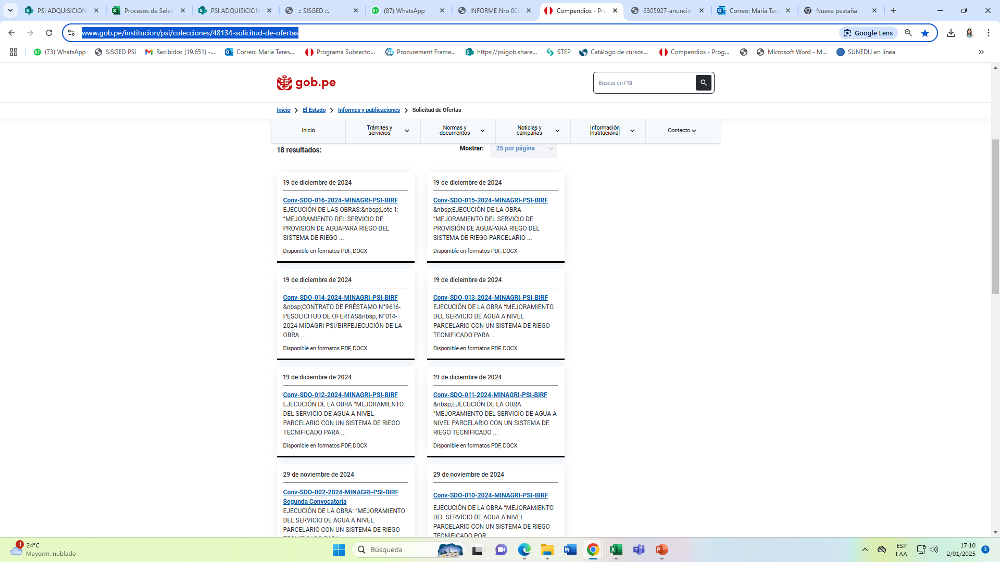 PSI ADQUISICION
Procesos de Selec
PSI ADQUISICION
.:: SISGED ::.
(87) WhatsApp
INFORME Nro 000
Compendios - Pro
6305927-anuncio-
Correo: Maria Tere
Nueva pestaña
www.gob.pe/institucion/psi/colecciones/48134-solicitud-de-ofertas
Google Lens
(73) WhatsApp
SISGED PSI
Recibidos (19.651) -...
Correo: Maria Teres...
Programa Subsecto...
Procurement Frame...
https://psigob.share...
STEP
Catálogo de cursos...
Compendios - Prog...
Microsoft Word - M...
SUNEDU en línea
gob.pe
Buscar en PSI
Inicio > El Estado > Informes y publicaciones > Solicitud de Ofertas
Inicio
Trámites y
servicios
Normas y
documentos
Noticias y
campañas
Información
Institucional
Contacto
18 resultados:
Mostrar:
25 por página
19 de diciembre de 2024
Conv-SDO-016-2024-MINAGRI-PSI-BIRF
EJECUCIÓN DE LAS OBRAS:&nbsp;Lote 1:
“MEJORAMIENTO DEL SERVICIO DE
PROVISION DE AGUAPARA RIEGO DEL
SISTEMA DE RIEGO ...
Disponible en formatos PDF, DOCX
19 de diciembre de 2024
Conv-SDO-015-2024-MINAGRI-PSI-BIRF
&nbsp;EJECUCIÓN DE LA OBRA
“MEJORAMIENTO DEL SERVICIO DE
PROVISIÓN DE AGUAPARA RIEGO DEL
SISTEMA DE RIEGO PARCELARIO ...
Disponible en formatos PDF, DOCX
19 de diciembre de 2024
Conv-SDO-014-2024-MINAGRI-PSI-BIRF
&nbsp;CONTRATO DE PRÉSTAMO N°9616-
PESOLICITUD DE OFERTAS&nbsp; N°014-
2024-MIDAGRI-PSI/BIRFEJECUCIÓN DE LA
OBRA ...
Disponible en formatos PDF, DOCX
19 de diciembre de 2024
Conv-SDO-013-2024-MINAGRI-PSI-BIRF
EJECUCIÓN DE LA OBRA “MEJORAMIENTO
DEL SERVICIO DE AGUA A NIVEL
PARCELARIO CON UN SISTEMA DE RIEGO
TECNIFICADO PARA ...
Disponible en formatos PDF, DOCX
19 de diciembre de 2024
Conv-SDO-012-2024-MINAGRI-PSI-BIRF
EJECUCIÓN DE LA OBRA “MEJORAMIENTO
DEL SERVICIO DE AGUA A NIVEL
PARCELARIO CON UN SISTEMA DE RIEGO
TECNIFICADO PARA ...
Disponible en formatos PDF, DOCX
19 de diciembre de 2024
Conv-SDO-011-2024-MINAGRI-PSI-BIRF
&nbsp;EJECUCIÓN DE LA OBRA
“MEJORAMIENTO DEL SERVICIO DE AGUA A
NIVEL PARCELARIO CON UN SISTEMA DE
RIEGO TECNIFICADO ...
Disponible en formatos PDF, DOCX
29 de noviembre de 2024
Conv-SDO-002-2024-MINAGRI-PSI-BIRF
Segunda Convocatoria
EJECUCIÓN DE LA OBRA: “MEJORAMIENTO
DEL SERVICIO DE AGUA A NIVEL
PARCELARIO CON UN SISTEMA DE RIEGO
TECNIFICADO PARA
29 de noviembre de 2024
Conv-SDO-010-2024-MINAGRI-PSI-BIRF
EJECUCIÓN DE LA OBRA “MEJORAMIENTO
DEL SERVICIO DE AGUA A NIVEL
PARCELARIO CON UN SISTEMA DE RIEGO
TECNIFICADO POR
1
24°C
Mayorm. nublado
Búsqueda
ESP
LAA
17:10
2/01/2025
3